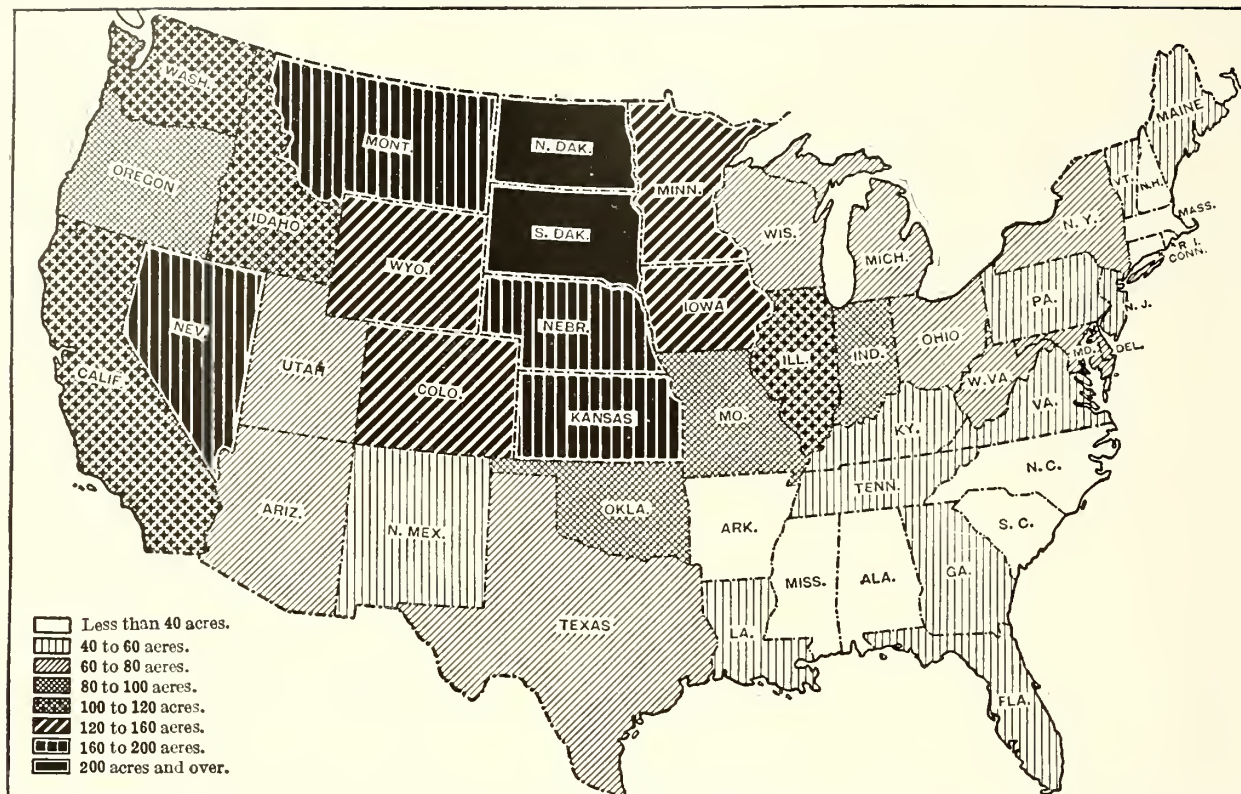 WASH.
MONT.
N. DAK.
MINN.
MAINE
VT.
N.H.
OREGON
IDAHO
S. DAK.
WIS.
MICH.
N. Y.
MASS.
R. I.
CONN.
WYO.
IOWA
PA.
N. J.
NEV.
NEBR.
ILL.
IND.
OHIO
MD.
DEL.
CALIF.
UTAH
COLO.
KANSAS
MO.
W. VA.
VA.
KY.
ARIZ.
N. MEX.
OKLA.
ARK.
TENN.
N. C.
S. C.
TEXAS
LA.
MISS.
ALA.
GA.
FLA.
Less than 40 acres.
40 to 60 acres.
60 to 80 acres.
80 to 100 acres.
100 to 120 acres.
120 to 160 acres.
160 to 200 acres.
200 acres and over.